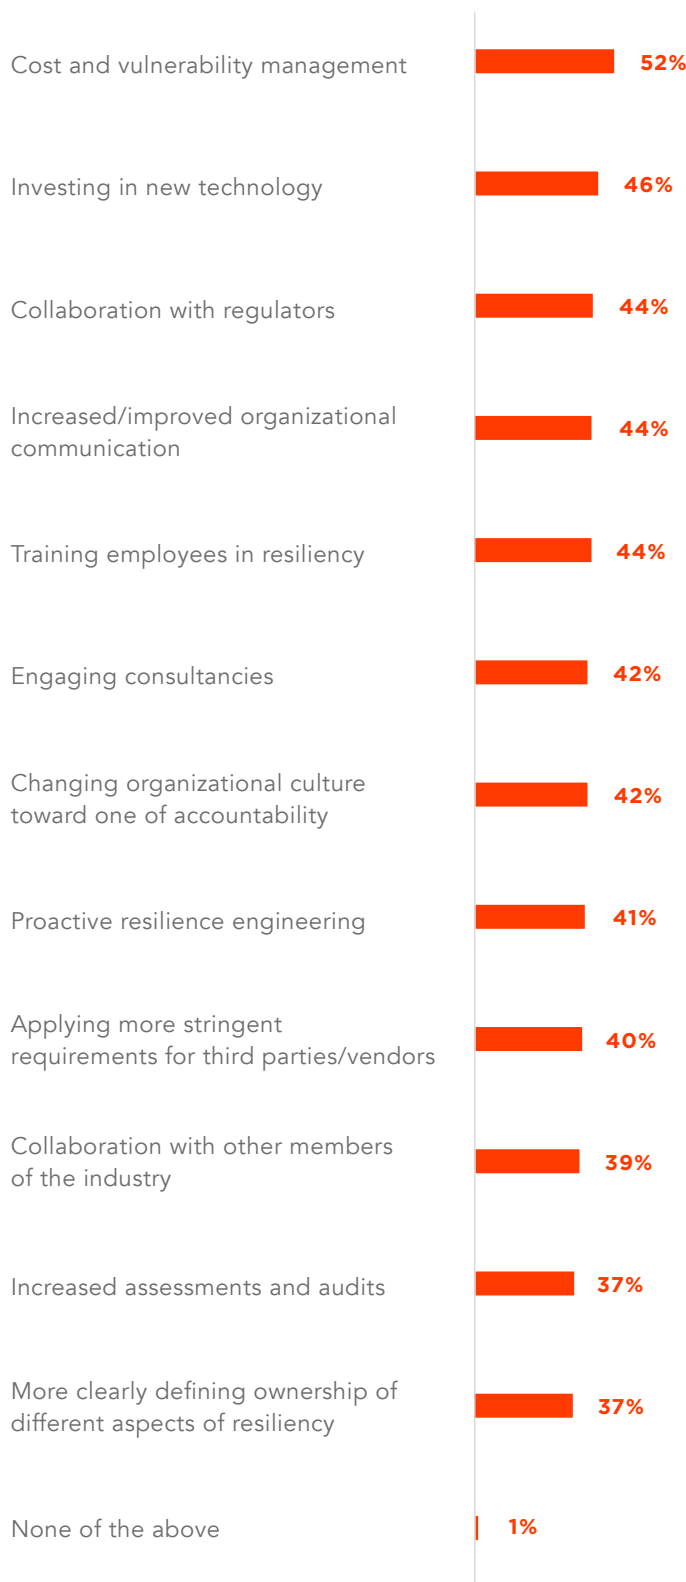 Cost and vulnerability management 52%
Investing in new technology 46%
Collaboration with regulators 44%
Increased/improved organizational
communication 44%
Training employees in resiliency 44%
Engaging consultancies 42%
Changing organizational culture
toward one of accountability 42%
Proactive resilience engineering 41%
Applying more stringent
requirements for third parties/vendors 40%
Collaboration with other members
of the industry 39%
Increased assessments and audits 37%
More clearly defining ownership of
different aspects of resiliency 37%
None of the above 1%